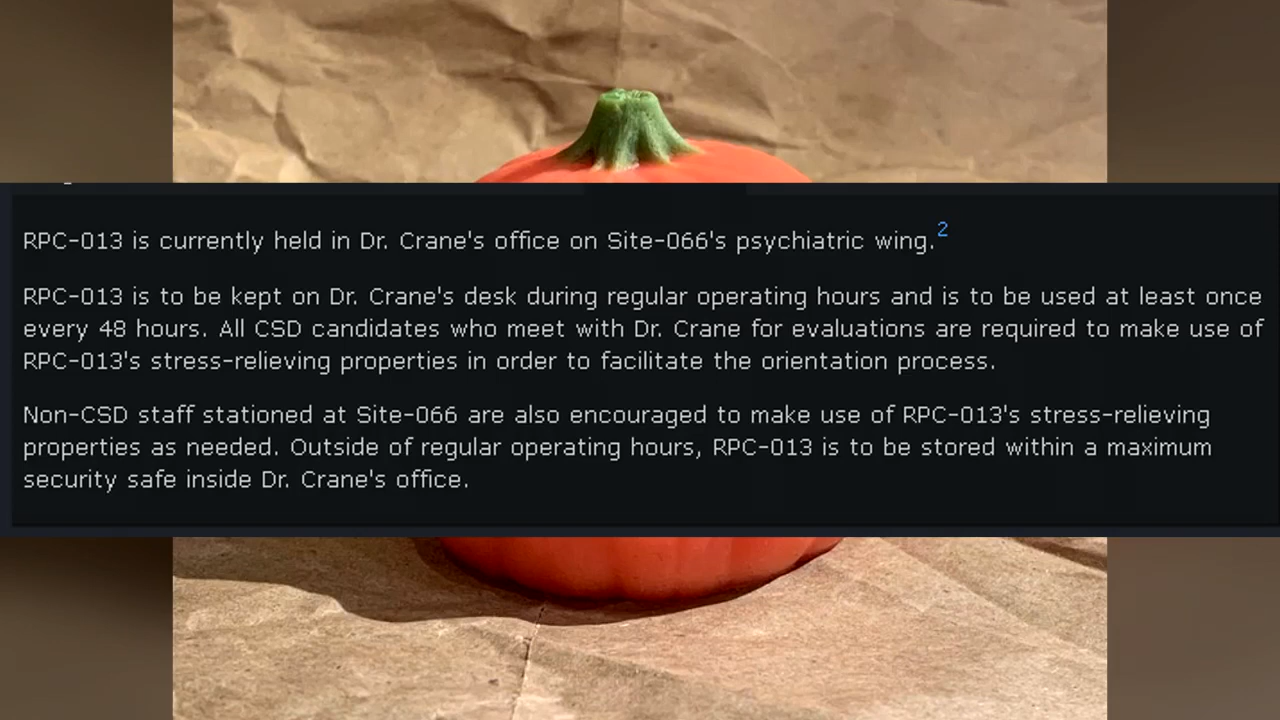 RPC-013 is currently held in Dr. Crane's office on Site-066's psychiatric wing.2
RPC-013 is to be kept on Dr. Crane's desk during regular operating hours and is to be used at least once
every 48 hours. All CSD candidates who meet with Dr. Crane for evaluations are required to make use of
RPC-013's stress-relieving properties in order to facilitate the orientation process.
Non-CSD staff stationed at Site-066 are also encouraged to make use of RPC-013's stress-relieving
properties as needed. Outside of regular operating hours, RPC-013 is to be stored within a maximum
security safe inside Dr. Crane's office.